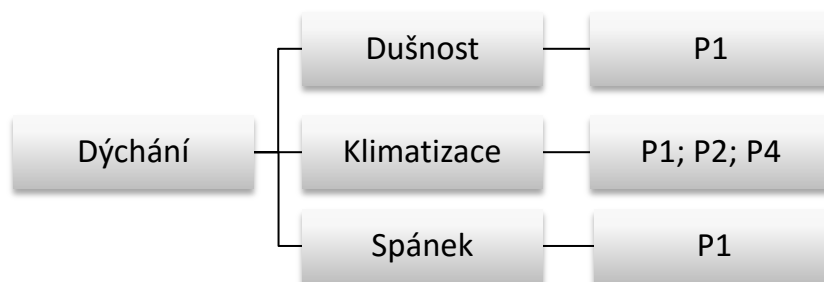 Dušnost
P1
Dýchání
Klimatizace
P1; P2; P4
Spánek
P1